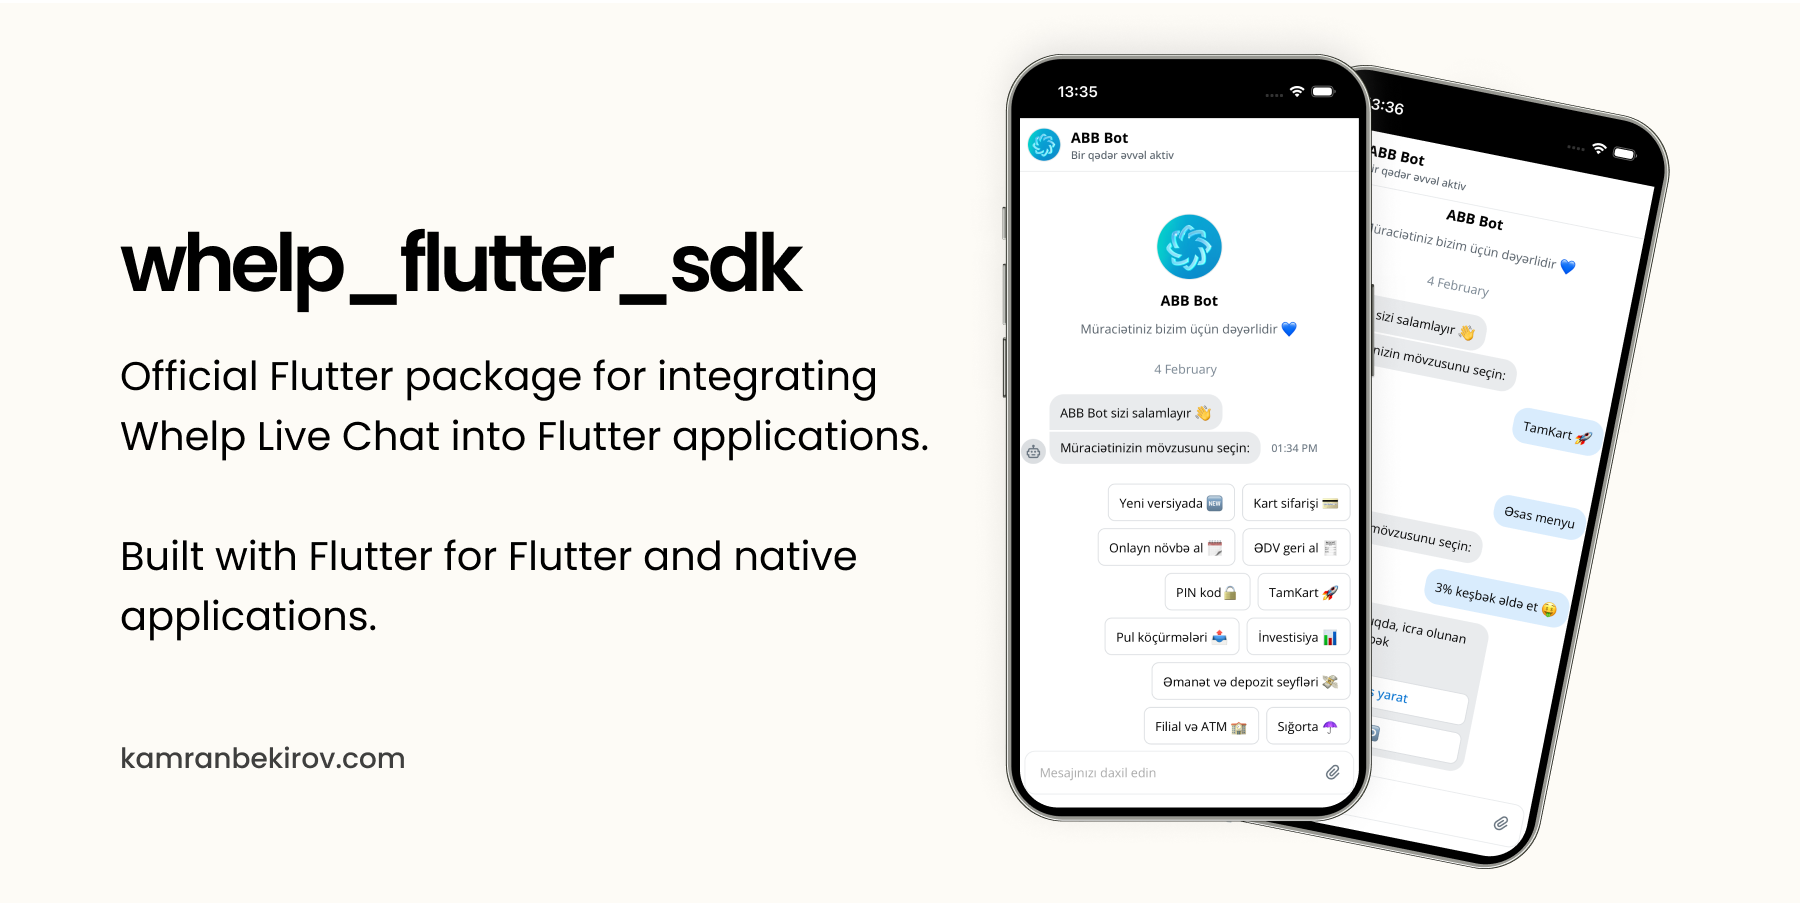 whelp_flutter_sdk
Official Flutter package for integrating
Whelp Live Chat into Flutter applications.
Built with Flutter for Flutter and native
applications.
kamranbekirov.com
13:35
ABB Bot
Bir qədər əvvəl aktiv
ABB Bot
Müraciətiniz bizim üçün dəyərlidir 💙
4 February
ABB Bot sizi salamlayır 👋
Müraciətinizin mövzusunu seçin:
01:34 PM
Yeni versiyada 🆕 Kart sifarişi 💳
Onlayn növbə al 🗓️ ƏDV geri al 🧾
PIN kod🔒 TamKart 🚀
Pul köçürmələri 📤 İnvestisiya 📊
Əmanət və depozit seyfləri 💸
Filial və ATM 🏫 Sığorta ☂️
Mesajınızı daxil edin
3:36
ABB Bot
ir qədər əvvəl aktiv
ABB Bot
üraciətiniz bizim üçün dəyərlidir 💙
4 February
sizi salamlayır 👋
nizin mövzusunu seçin:
TamKart 🚀
Əsas menyu
mövzusunu seçin:
3% keşbək əldə et 🤑
uqda, icra olunan
bək
yarat